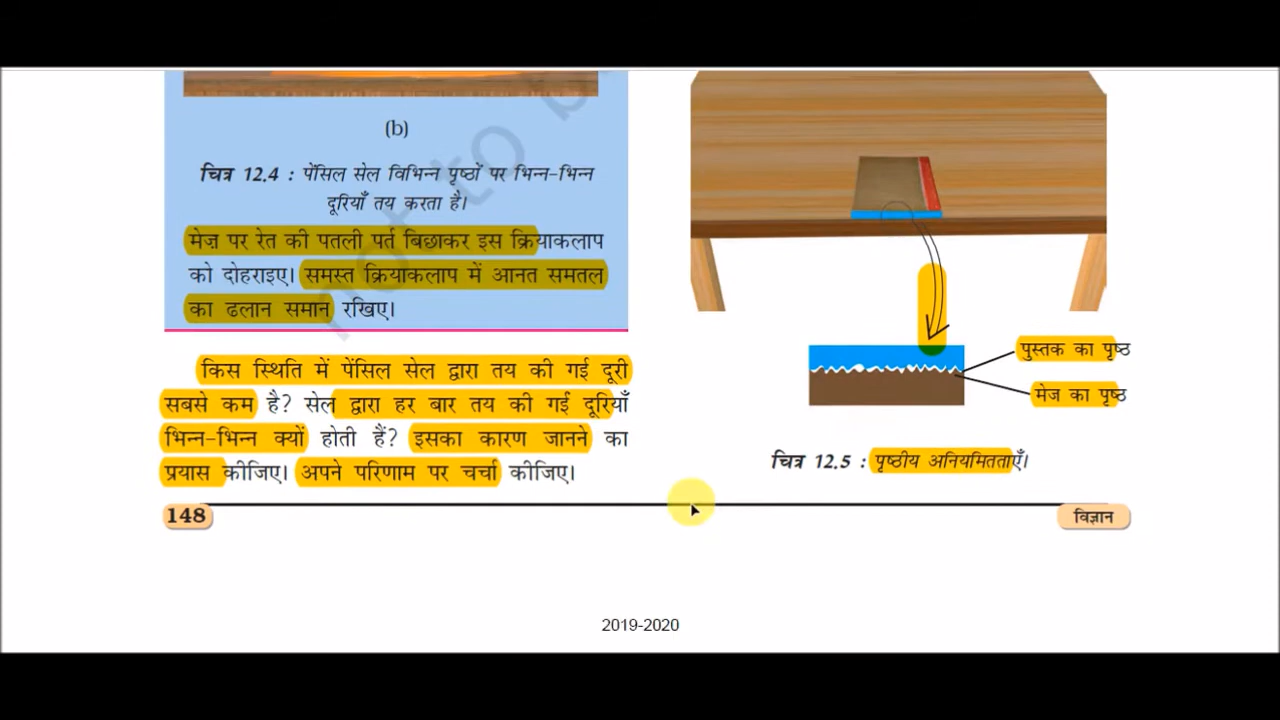 (b)
चित्र 12.4 : पेंसिल सेल विभिन्न पृष्ठों पर भिन्न-भिन्न
दूरियाँ तय करता है।
मेज़ पर रेत की पतली पर्त बिछाकर इस क्रियाकलाप
को दोहराइए। समस्त क्रियाकलाप में आनत समतल
का ढलान समान रखिए।
किस स्थिति में पेंसिल सेल द्वारा तय की गई दूरी
सबसे कम है? सेल द्वारा हर बार तय की गई दूरियाँ
भिन्न-भिन्न क्यों होती हैं? इसका कारण जानने का
प्रयास कीजिए। अपने परिणाम पर चर्चा कीजिए।
148
not to b
पुस्तक का पृष्ठ
मेज का पृष्ठ
चित्र 12.5 : पृष्ठीय अनियमितताएँ।
विज्ञान
2019-2020